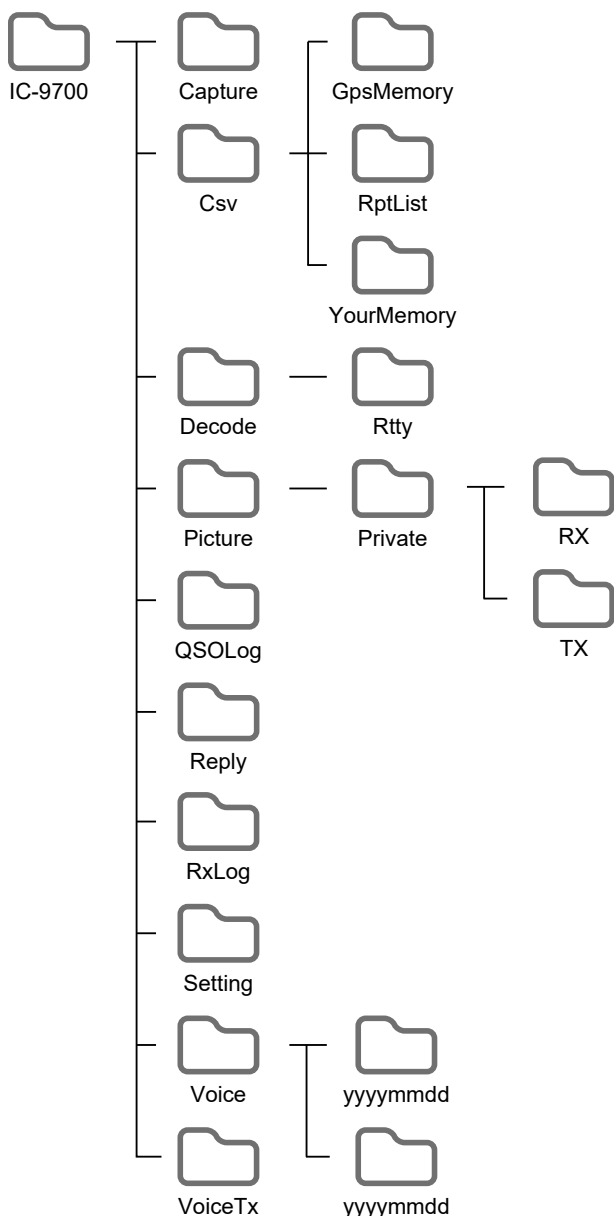 IC-9700
Capture
GpsMemory
Csv
RptList
YourMemory
Decode
Rtty
Picture
Private
RX
TX
QSOLog
Reply
RxLog
Setting
Voice
yyyymmdd
VoiceTx
yyyymmdd